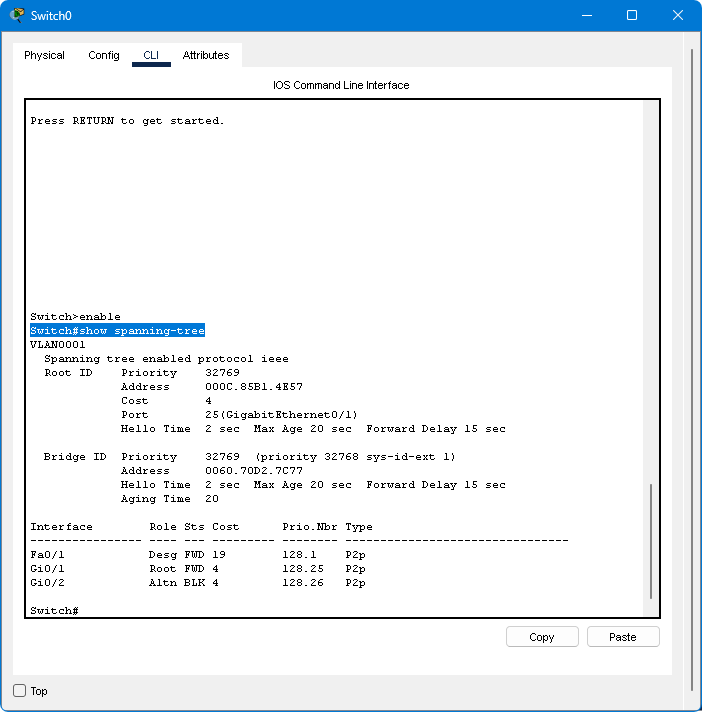 Switch0
Physical Config CLI Attributes
IOS Command Line Interface
Press RETURN to get started.
Switch>enable
Switch#show spanning-tree
VLAN0001
  Spanning tree enabled protocol ieee
  Root ID    Priority    32769
             Address     000C.85B1.4E57
             Cost        4
             Port        25(GigabitEthernet0/1)
             Hello Time  2 sec  Max Age 20 sec  Forward Delay 15 sec
  Bridge ID  Priority    32769  (priority 32768 sys-id-ext 1)
             Address     0060.70D2.7C77
             Hello Time  2 sec  Max Age 20 sec  Forward Delay 15 sec
             Aging Time  20
Interface        Role Sts Cost      Prio.Nbr Type
---------------- ---- --- --------- -------- --------------------------------
Fa0/1            Desg FWD 19        128.1    P2p
Gi0/1            Root FWD 4         128.25   P2p
Gi0/2            Altn BLK 4         128.26   P2p
Switch#
Copy Paste
Top